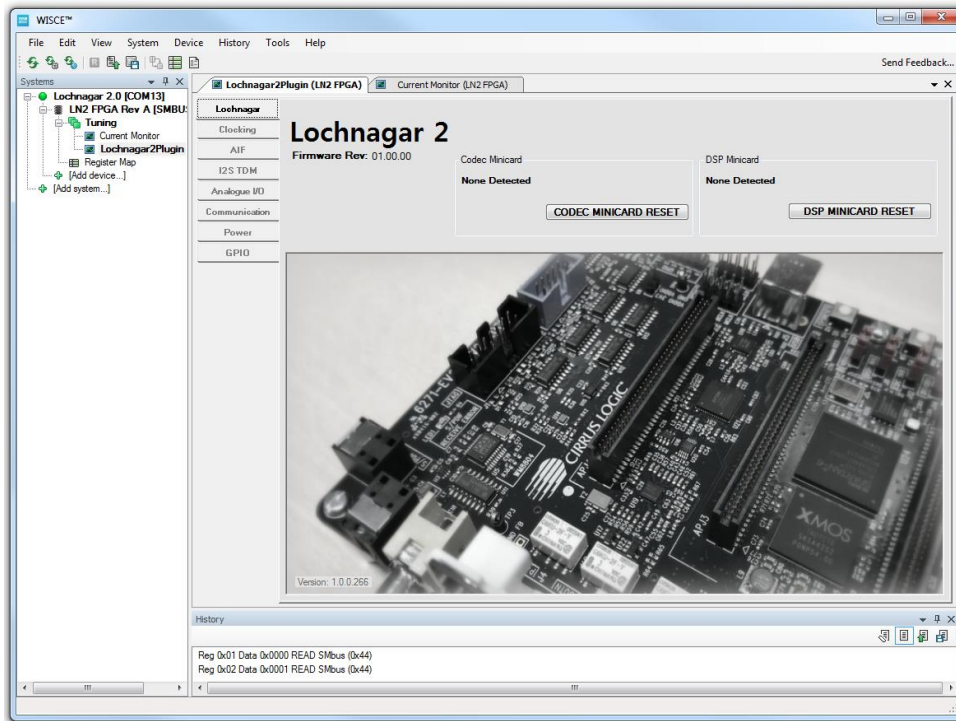 WISCE™
File Edit View System Device History Tools Help
Send Feedback...
Systems
Lochnagar 2.0 [COM13]
LN2 FPGA Rev A [SMBUS
Tuning
Current Monitor
Lochnagar2Plugin
Register Map
[Add device...]
[Add system...]
Lochnagar2Plugin (LN2 FPGA) Current Monitor (LN2 FPGA)
Lochnagar
Clocking
AIF
I2S TDM
Analogue I/O
Communication
Power
GPIO
Lochnagar 2
Firmware Rev: 01.00.00
Codec Minicard
None Detected
CODEC MINICARD RESET
DSP Minicard
None Detected
DSP MINICARD RESET
6271-EV
CIRRUS LOGIC
APJ3
Version: 1.0.0.266
History
Reg 0x01 Data 0x0000 READ SMbus (0x44)
Reg 0x02 Data 0x0001 READ SMbus (0x44)